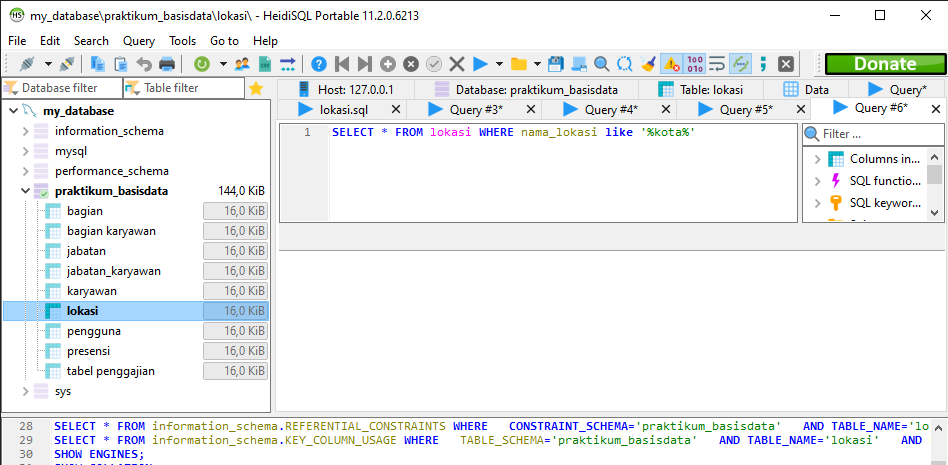 HS my_database\praktikum_basisdata\lokasi\ - HeidiSQL Portable 11.2.0.6213
File Edit Search Query Tools Go to Help
Donate
Database filter Table filter
my_database
information_schema
mysql
performance_schema
praktikum_basisdata 144,0 KiB
bagian 16,0 KiB
bagian karyawan 16,0 KiB
jabatan 16,0 KiB
jabatan_karyawan 16,0 KiB
karyawan 16,0 KiB
lokasi 16,0 KiB
pengguna 16,0 KiB
presensi 16,0 KiB
tabel penggajian 16,0 KiB
sys
Host: 127.0.0.1 Database: praktikum_basisdata Table: lokasi Data Query*
lokasi.sql Query #3* Query #4* Query #5* Query #6*
1 SELECT * FROM lokasi WHERE nama_lokasi like '%kota%'
Filter ...
Columns in...
SQL functio...
SQL keywor...
28 SELECT * FROM information_schema.REFERENTIAL_CONSTRAINTS WHERE CONSTRAINT_SCHEMA='praktikum_basisdata' AND TABLE_NAME='lo
29 SELECT * FROM information_schema.KEY_COLUMN_USAGE WHERE TABLE_SCHEMA='praktikum_basisdata' AND TABLE_NAME='lokasi' AND
30 SHOW ENGINES;